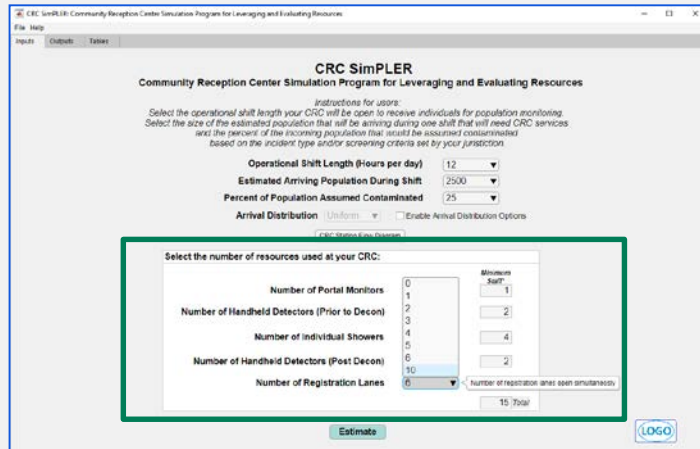 CRC SimPLER: Community Reception Center Simulation Program for Leveraging and Evaluating Resources
File Help
Inputs Outputs Tables
CRC SimPLER
Community Reception Center Simulation Program for Leveraging and Evaluating Resources
Instructions for users:
Select the operational shift length your CRC will be open to receive individuals for population monitoring.
Select the size of the estimated population that will be arriving during one shift that will need CRC services
and the percent of the incoming population that would be assumed contaminated
based on the incident type and/or screening criteria set by your jurisdiction.
Operational Shift Length (Hours per day) 12
Estimated Arriving Population During Shift 2500
Percent of Population Assumed Contaminated 25
Arrival Distribution Uniform Enable Arrival Distribution Options
CRC Station Flow Diagram
Select the number of resources used at your CRC:
Minimum
Staff*
0
Number of Portal Monitors 1 1
2
Number of Handheld Detectors (Prior to Decon) 3 2
4
Number of Individual Showers 5 4
6
Number of Handheld Detectors (Post Decon) 10 2
Number of Registration Lanes 6 Number of registration lanes open simultaneously
15 Total
Estimate
LOGO